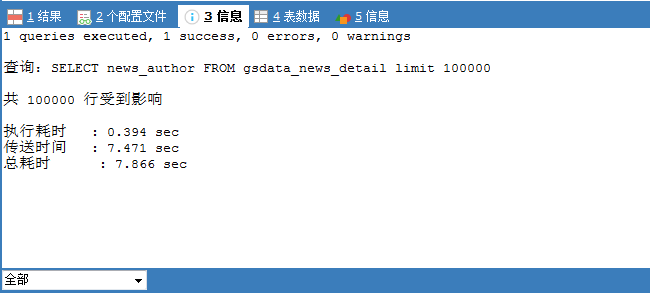 1 结果 2 个配置文件 3 信息 4 表数据 5 信息
1 queries executed, 1 success, 0 errors, 0 warnings
查询：SELECT news_author FROM gsdata_news_detail limit 100000
共 100000 行受到影响
执行耗时 : 0.394 sec
传送时间 : 7.471 sec
总耗时 : 7.866 sec
全部